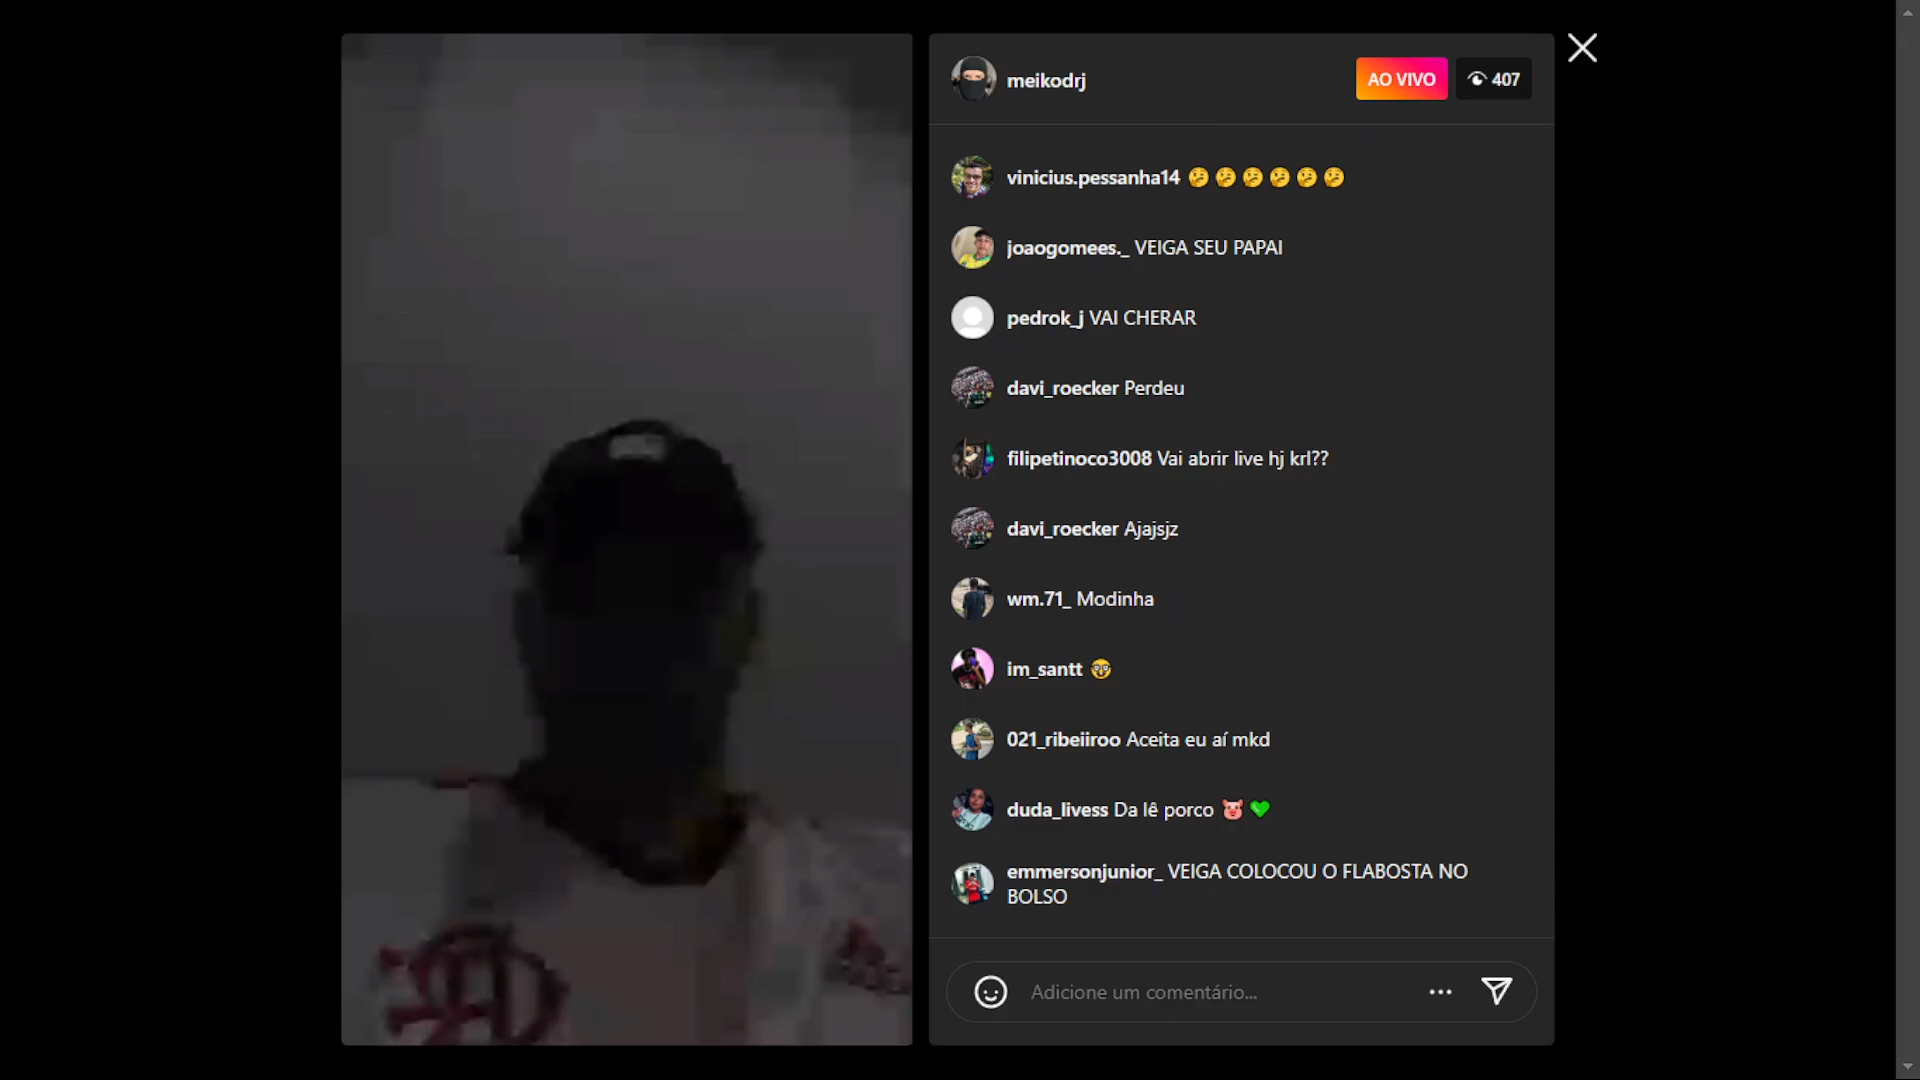 meikodrj
AO VIVO
407
vinicius.pessanha14 🤔🤔🤔🤔🤔🤔
joaogomees._ VEIGA SEU PAPAI
pedrok_j VAI CHERAR
davi_roecker Perdeu
filipetinoco3008 Vai abrir live hj krl??
davi_roecker Ajajsjz
wm.71_ Modinha
im_santt 🤓
021_ribeiiroo Aceita eu aí mkd
duda_livess Da lê porco 🐷💚
emmersonjunior_ VEIGA COLOCOU O FLABOSTA NO
BOLSO
Adicione um comentário...